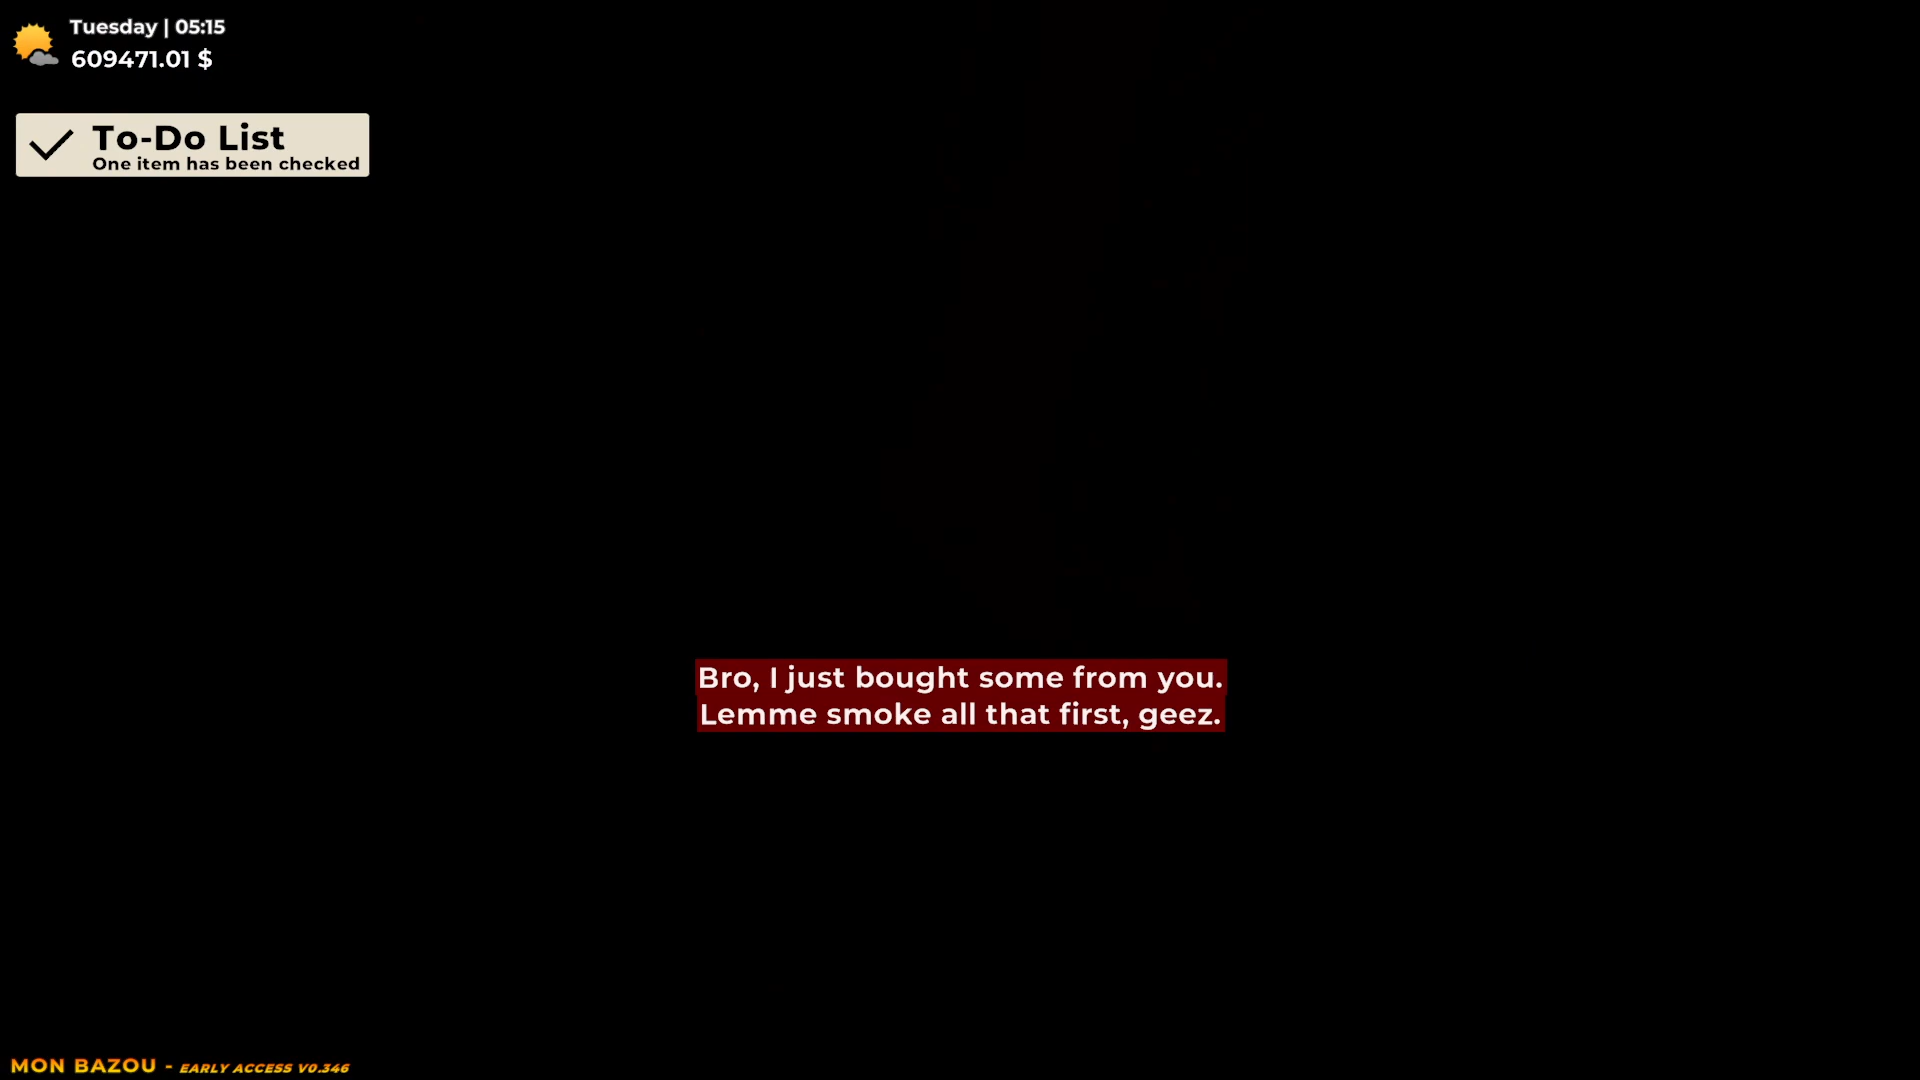 Tuesday | 05:15
609471.01 $
To-Do List
One item has been checked
Bro, I just bought some from you.
Lemme smoke all that first, geez.
MON BAZOU - EARLY ACCESS V0.346